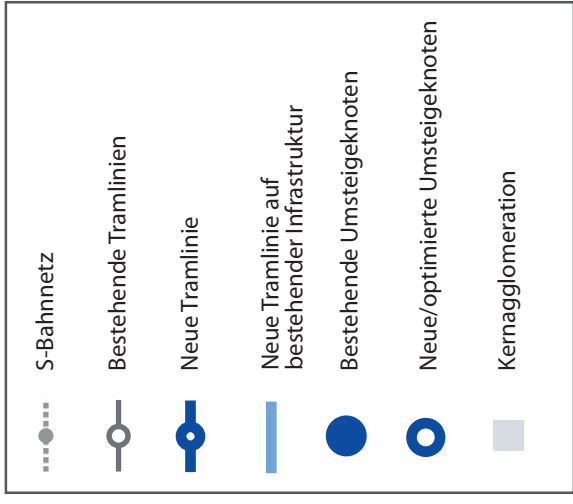 S-Bahnnetz
Bestehende Tramlinien
Neue Tramlinie
Neue Tramlinie auf
bestehender Infrastruktur
Bestehende Umsteigeknoten
Neue/optimierte Umsteigeknoten
Kernagglomeration